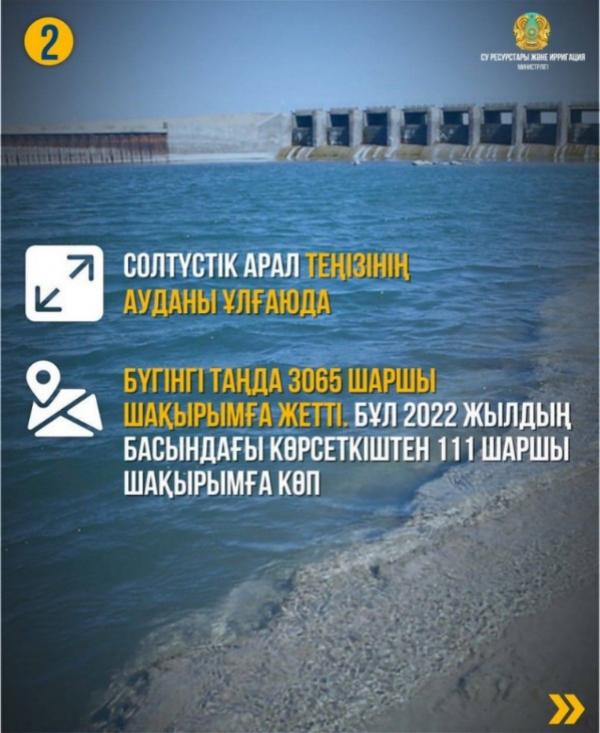 2
СУ РЕСУРСТАРЫ ЖӘНЕ ИРРИГАЦИЯ
МИНИСТРЛІГІ
СОЛТҮСТІК АРАЛ ТЕҢІЗІНІҢ
АУДАНЫ ҰЛҒАЮДА
БҮГІНГІ ТАҢДА 3065 ШАРШЫ
ШАҚЫРЫМҒА ЖЕТТІ. БҰЛ 2022 ЖЫЛДЫҢ
БАСЫНДАҒЫ КӨРСЕТКІШТЕН 111 ШАРШЫ
ШАҚЫРЫМҒА КӨП